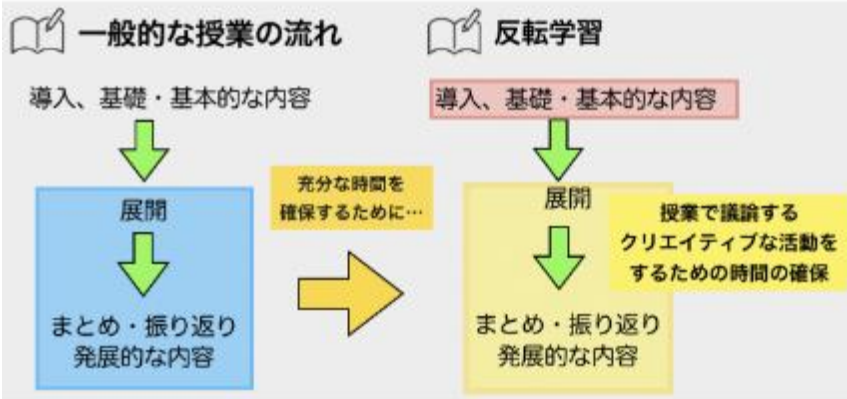 一般的な授業の流れ
導入、基礎・基本的な内容
展開
まとめ・振り返り
発展的な内容
充分な時間を
確保するために…
反転学習
導入、基礎・基本的な内容
展開
授業で議論する
クリエイティブな活動を
するための時間の確保
まとめ・振り返り
発展的な内容